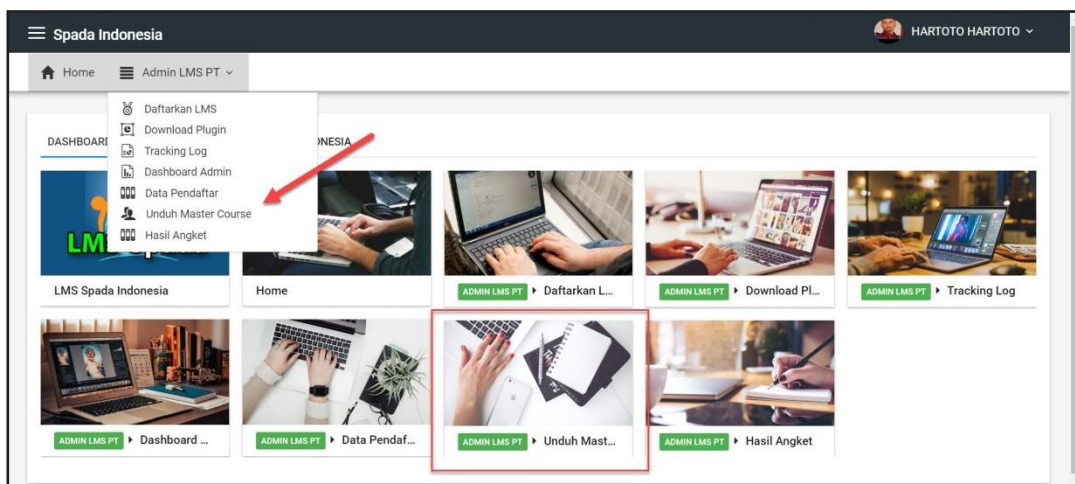 Spada Indonesia
HARTOTO HARTOTO
Home
Admin LMS PT
Daftarkan LMS
Download Plugin
Tracking Log
Dashboard Admin
Data Pendaftar
Unduh Master Course
Hasil Angket
DASHBOARD
LMS Spada Indonesia
Home
ADMIN LMS PT Daftarkan L...
ADMIN LMS PT Download Pl...
ADMIN LMS PT Tracking Log
ADMIN LMS PT Dashboard ...
ADMIN LMS PT Data Pendaf...
ADMIN LMS PT Unduh Mast...
ADMIN LMS PT Hasil Angket